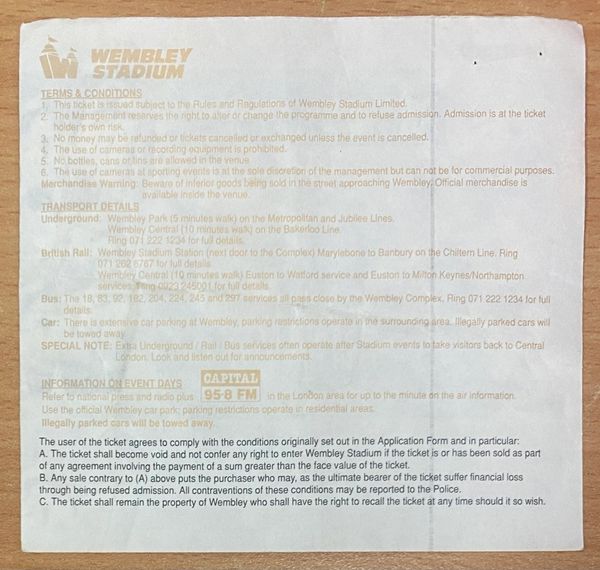 WEMBLEY
STADIUM
TERMS & CONDITIONS
1. This ticket is issued subject to the Rules and Regulations of Wembley Stadium Limited.
2. The Management reserves the right to alter or change the programme and to refuse admission. Admission is at the ticket
holder's own risk.
3. No money may be refunded or tickets cancelled or exchanged unless the event is cancelled.
4. The use of cameras or recording equipment is prohibited.
5. No bottles, cans or tins are allowed in the venue.
6. The use of cameras at sporting events is at the sole discretion of the management but can not be for commercial purposes.
Merchandise Warning: Beware of inferior goods being sold in the street approaching Wembley. Official merchandise is
available inside the venue.
TRANSPORT DETAILS
Underground: Wembley Park (5 minutes walk) on the Metropolitan and Jubilee Lines.
Wembley Central (10 minutes walk) on the Bakerloo Line.
Ring 071 222 1234 for full details.
British Rail: Wembley Stadium Station (next door to the Complex) Marylebone to Banbury on the Chiltern Line. Ring
071 262 6767 for full details.
Wembley Central (10 minutes walk) Euston to Watford service and Euston to Milton Keynes/Northampton
services. Ring 0923 245001 for details.
Bus: The 18, 83, 92, 182, 204, 224, 245 and 297 services all pass close by the Wembley Complex. Ring 071 222 1234 for full
details.
Car: There is extensive car parking at Wembley, parking restrictions operate in the surrounding area. Illegally parked cars will
be towed away.
SPECIAL NOTE: Extra Underground / Rail / Bus services often operate after Stadium events to take visitors back to Central
London. Look and listen out for announcements.
INFORMATION ON EVENT DAYS
CAPITAL
95·8 FM
Refer to national press and radio plus in the London area for up to the minute on the air information.
Use the official Wembley car park; parking restrictions operate in residential areas.
Illegally parked cars will be towed away.
The user of the ticket agrees to comply with the conditions originally set out in the Application Form and in particular:
A. The ticket shall become void and not confer any right to enter Wembley Stadium if the ticket is or has been sold as part
of any agreement involving the payment of a sum greater than the face value of the ticket.
B. Any sale contrary to (A) above puts the purchaser who may, as the ultimate bearer of the ticket suffer financial loss
through being refused admission. All contraventions of these conditions may be reported to the Police.
C. The ticket shall remain the property of Wembley who shall have the right to recall the ticket at any time should it so wish.